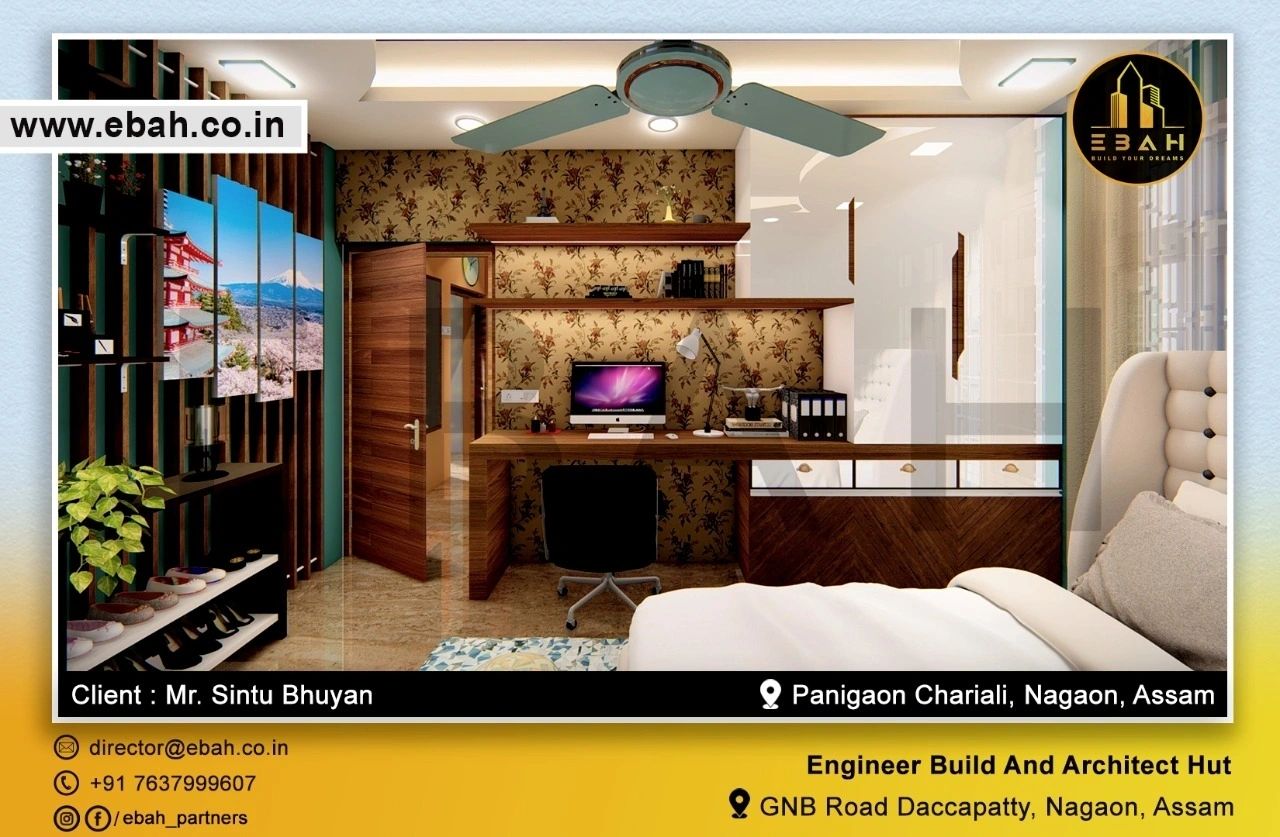 www.ebah.co.in
EBAH
BUILD YOUR DREAMS
EBAH
Client : Mr. Sintu Bhuyan
Panigaon Chariali, Nagaon, Assam
director@ebah.co.in
+91 7637999607
/ebah_partners
Engineer Build And Architect Hut
GNB Road Daccapatty, Nagaon, Assam